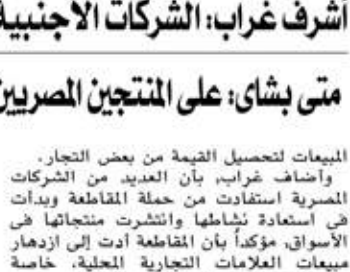 أشرف غراب: الشركات الأجنبية
متى بشاى: على المنتجين المصريين
المبيعات لتحصيل القيمة من بعض التجار.
وأضاف غراب، بأن العديد من الشركات
المصرية استفادت من حملة المقاطعة وبدأت
فى استعادة نشاطها وانتشرت منتجاتها فى
الأسواق، مؤكداً بأن المقاطعة أدت إلى ازدهار
مبيعات العلامات التجارية المحلية، خاصة